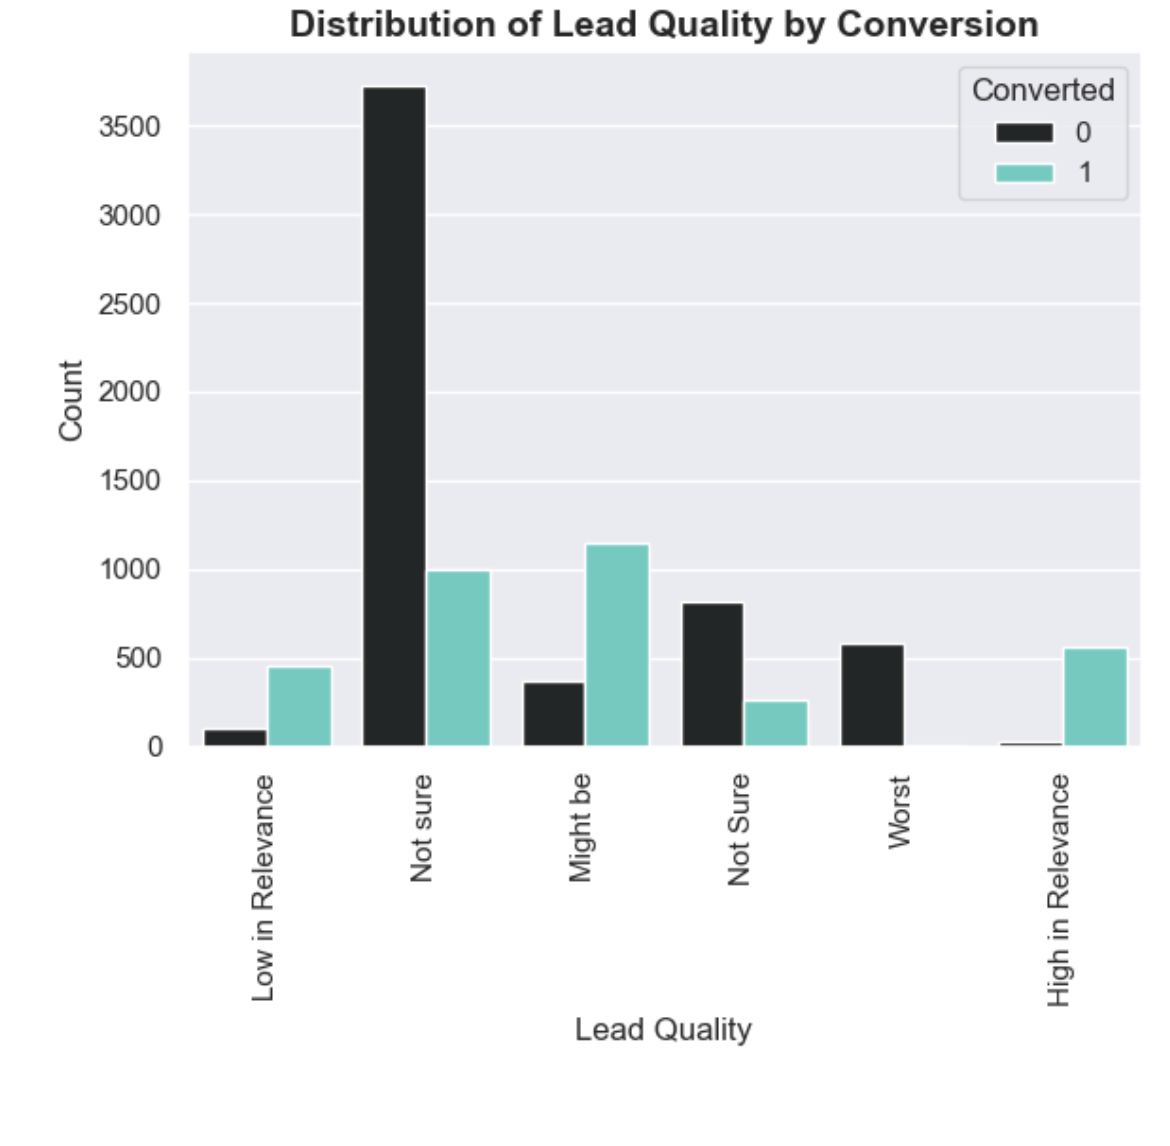 Distribution of Lead Quality by Conversion
Converted
0
1
3500
3000
2500
2000
1500
1000
500
0
Count
Low in Relevance
Not sure
Might be
Not Sure
Worst
High in Relevance
Lead Quality